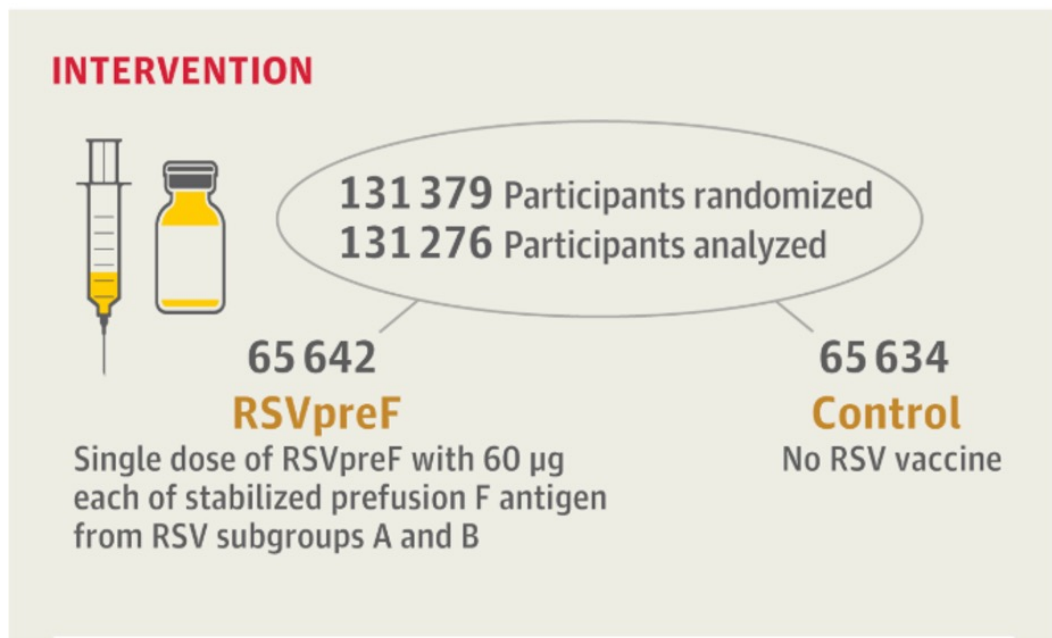 INTERVENTION
131 379 Participants randomized
131 276 Participants analyzed
65 642
RSVpreF
Single dose of RSVpreF with 60 μg
each of stabilized prefusion F antigen
from RSV subgroups A and B
65 634
Control
No RSV vaccine